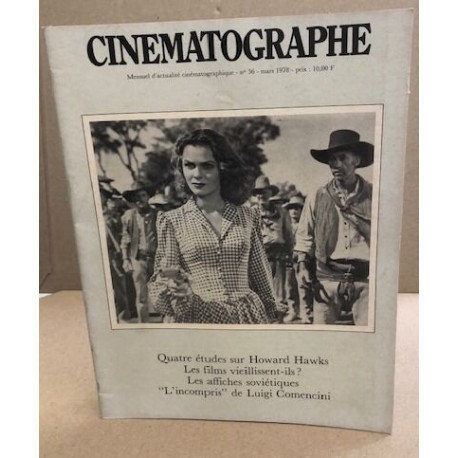 CINEMATOGRAPHE
Mensuel d'actualité cinématographique - n° 36 - mars 1978 - prix : 10,00 F
Quatre études sur Howard Hawks
Les films vieillissent-ils ?
Les affiches soviétiques
"L'incompris" de Luigi Comencini